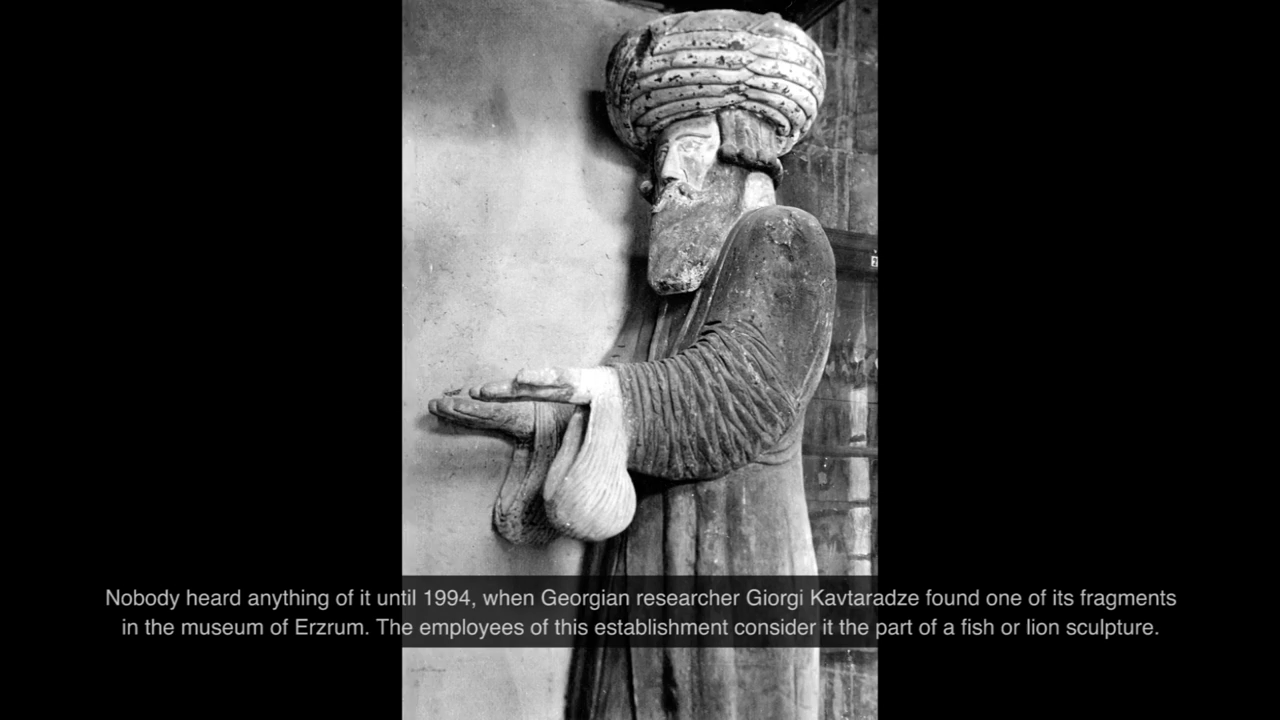 Nobody heard anything of it until 1994, when Georgian researcher Giorgi Kavtaradze found one of its fragments
in the museum of Erzrum. The employees of this establishment consider it the part of a fish or lion sculpture.